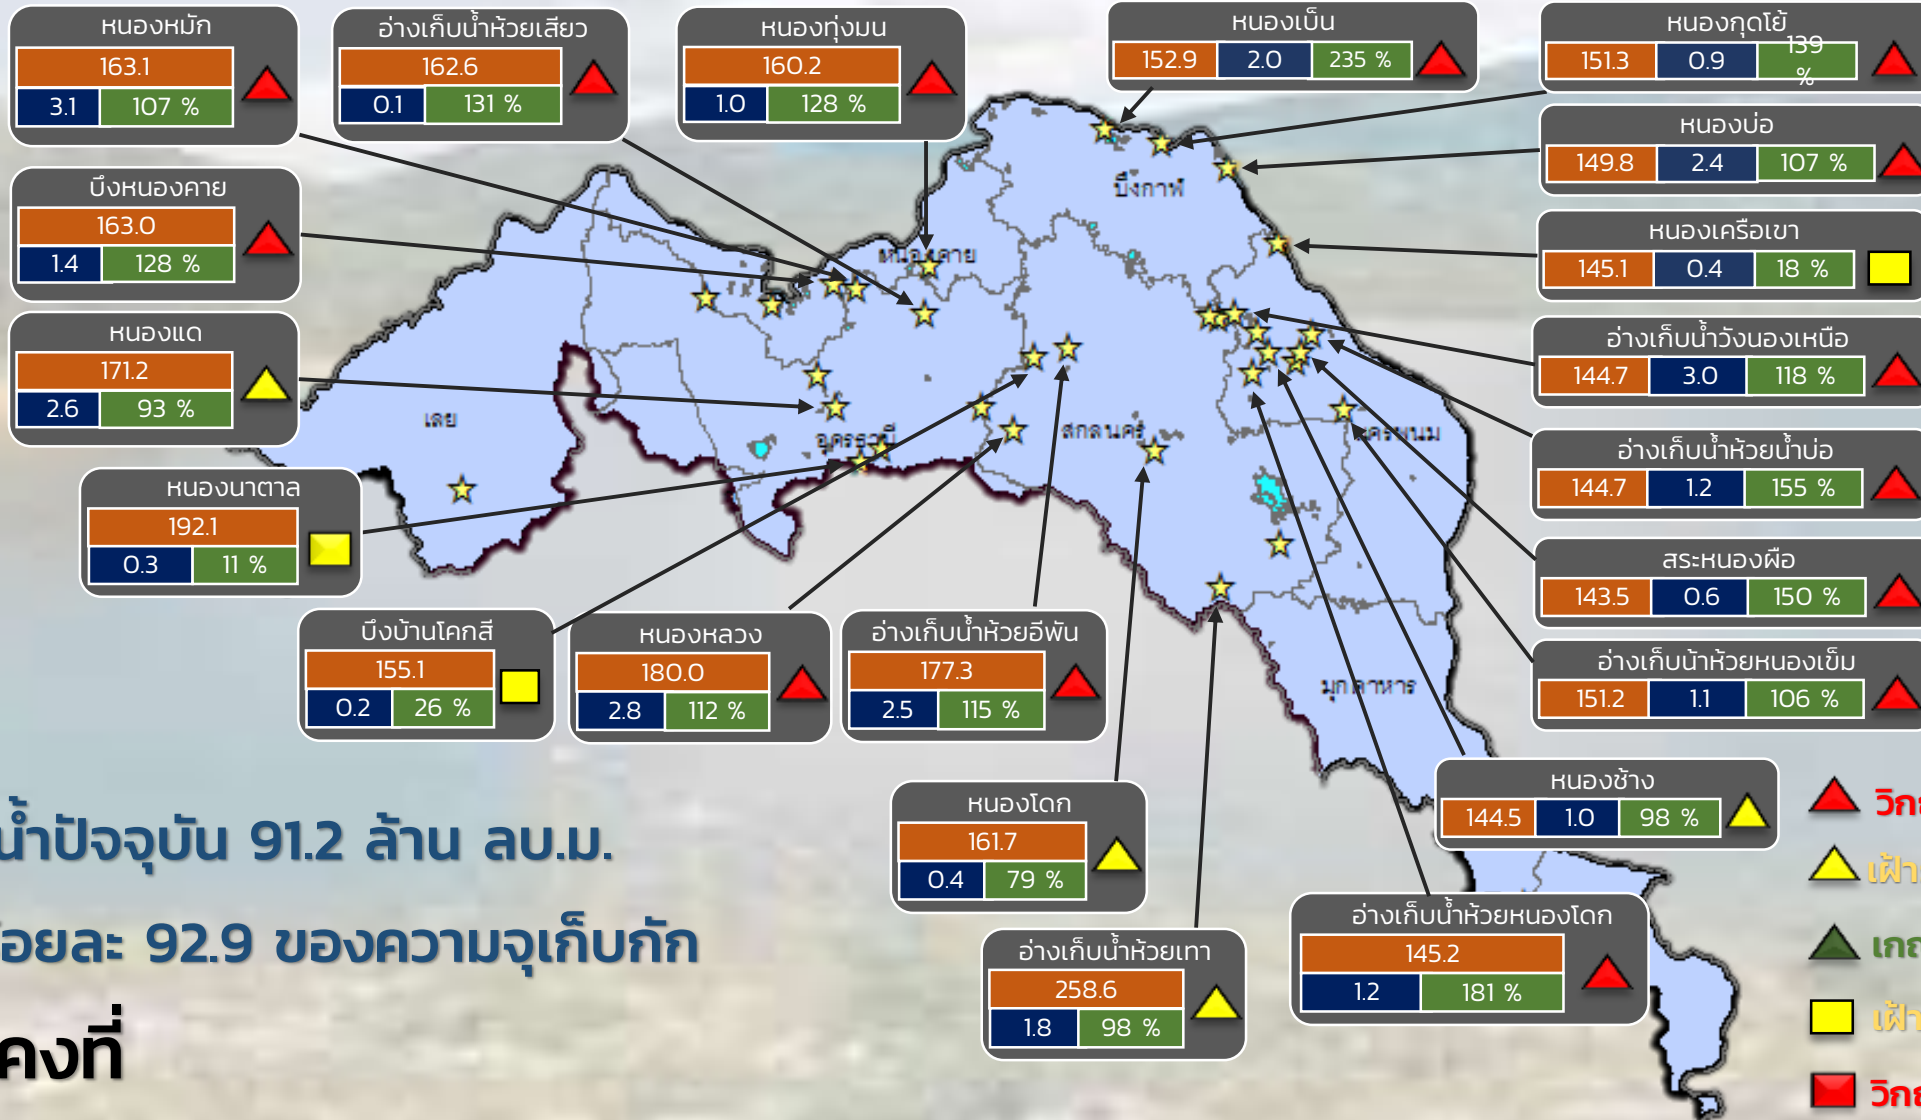 หนองหมัก
163.1
3.1 107 %
อ่างเก็บน้ำห้วยเสียว
162.6
0.1 131 %
หนองทุ่งมน
160.2
1.0 128 %
หนองเบ็น
152.9 2.0 235 %
หนองกุดโย้
151.3 0.9 139 %
หนองบ่อ
149.8 2.4 107 %
บึงหนองคาย
163.0
1.4 128 %
หนองเครือเขา
145.1 0.4 18 %
หนองแด
171.2
2.6 93 %
อ่างเก็บน้ำวังนองเหนือ
144.7 3.0 118 %
อ่างเก็บน้ำห้วยน้ำบ่อ
144.7 1.2 155 %
หนองนาตาล
192.1
0.3 11 %
สระหนองผือ
143.5 0.6 150 %
บึงบ้านโคกสี
155.1
0.2 26 %
หนองหลวง
180.0
2.8 112 %
อ่างเก็บน้ำห้วยอีพัน
177.3
2.5 115 %
อ่างเก็บน้ำห้วยหนองเข็ม
151.2 1.1 106 %
หนองช้าง
144.5 1.0 98 %
หนองโดก
161.7
0.4 79 %
อ่างเก็บน้ำห้วยหนองโดก
145.2
1.2 181 %
อ่างเก็บน้ำห้วยเทา
258.6
1.8 98 %
บึงกาฬ
หนองคาย
เลย
อุดรธานี
สกลนคร
นครพนม
มุกดาหาร
น้ำปัจจุบัน 91.2 ล้าน ลบ.ม.
้อยละ 92.9 ของความจุเก็บกัก
คงที่
วิก
เฝ้า
เกณ
เฝ้า
วิก